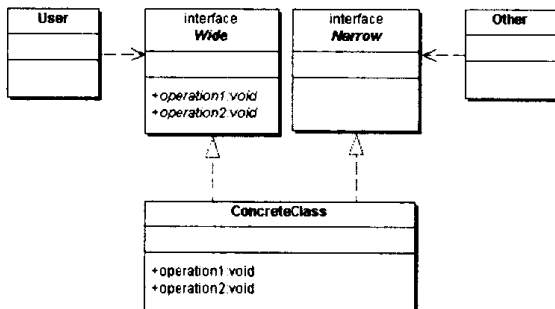 User
interface
Wide
+operation1:void
+operation2:void
interface
Narrow
Other
ConcreteClass
+operation1:void
+operation2:void